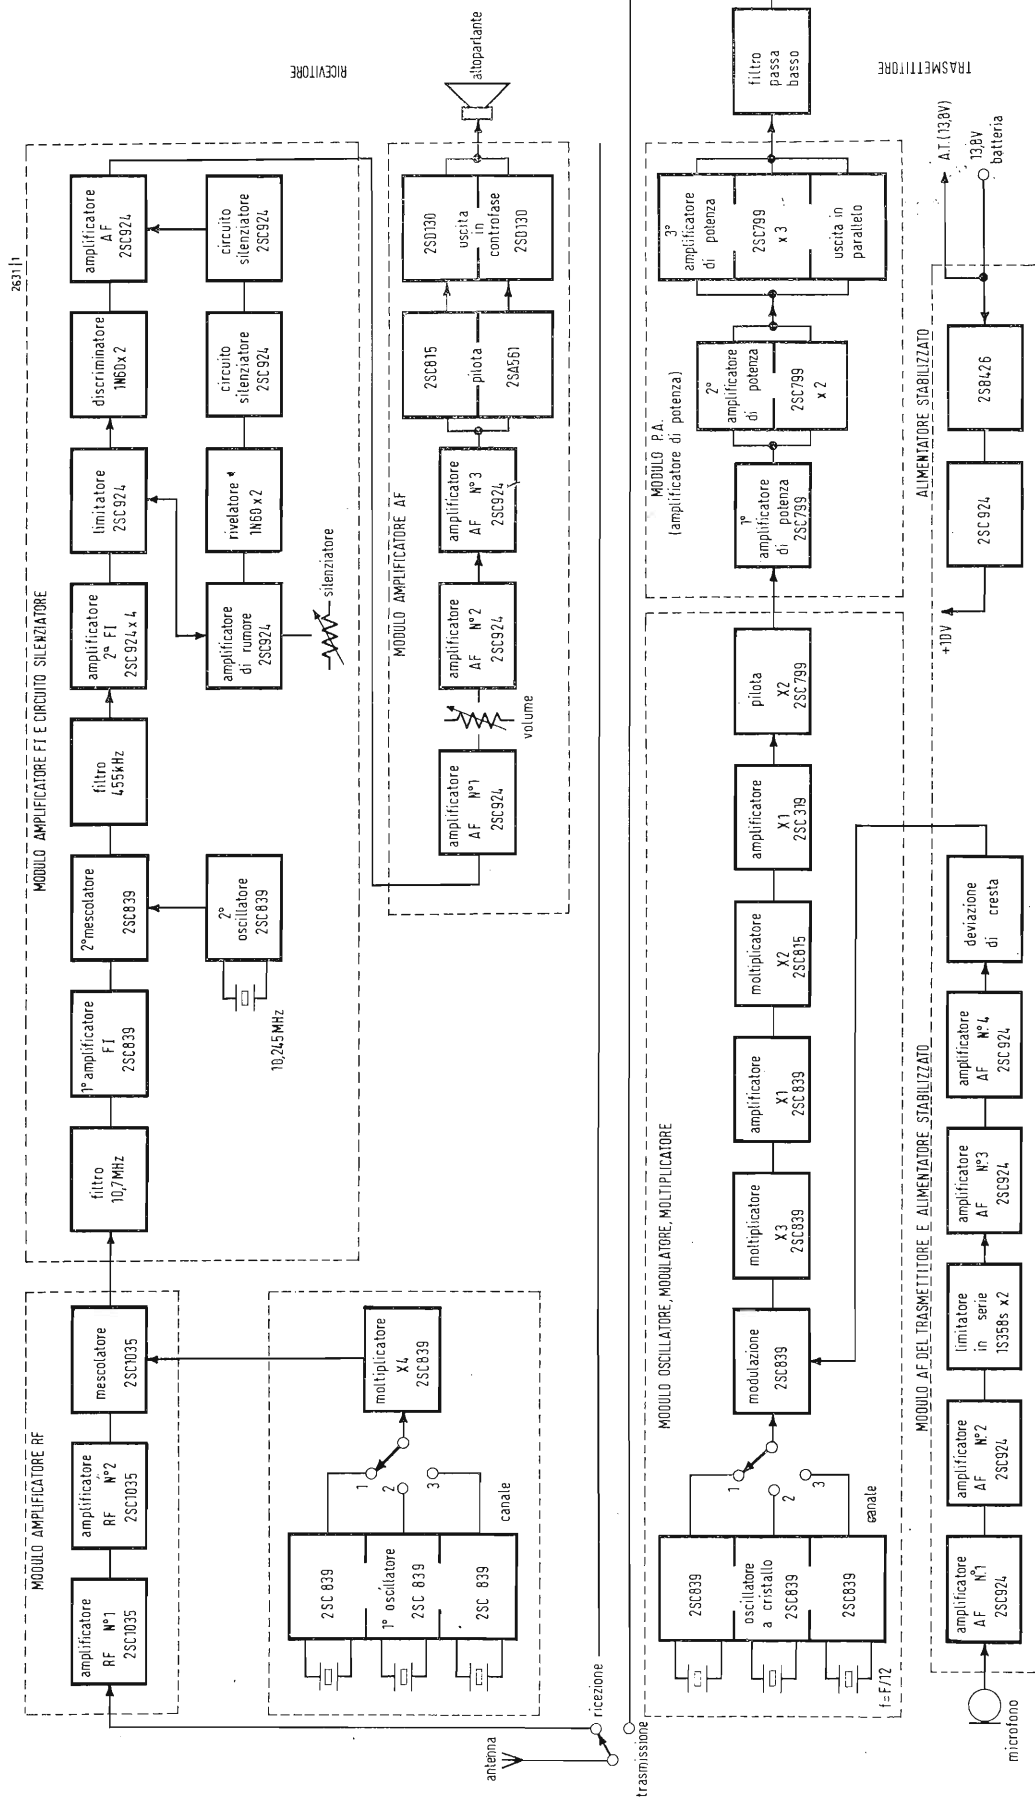 2631|1
RICEVITORE
MODULO AMPLIFICATORE RF
amplificatore
RF N°1
2SC1035
amplificatore
RF N°2
2SC1035
mescolatore
2SC1035
MODULO AMPLIFICATORE FI E CIRCUITO SILENZIATORE
filtro
10,7MHz
1° amplificatore
FI
2SC839
2° mescolatore
2SC839
filtro
455kHz
amplificatore
2ª FI
2SC924 x 4
limitatore
2SC924
discriminatore
1N60 x 2
amplificatore
AF
2SC924
2°
oscillatore
2SC839
10,245MHz
amplificatore
di rumore
2SC924
silenziatore
rivelatore
1N60 x 2
circuito
silenziatore
2SC924
circuito
silenziatore
2SC924
2SC 839
1° oscillatore
2SC 839
2SC 839
1
2
3
canale
moltiplicatore
X4
2SC839
MODULO AMPLIFICATORE AF
amplificatore
AF N°1
2SC924
volume
amplificatore
AF N°2
2SC924
amplificatore
AF N°3
2SC924
2SC815
pilota
2SA561
2SD130
uscita
in
controfase
2SD130
altoparlante
antenna
ricezione
trasmissione
TRASMETTITORE
MODULO OSCILLATORE, MODULATORE, MOLTIPLICATORE
2SC839
oscillatore
a cristallo
2SC839
2SC839
f=F/12
1
2
3
canale
modulazione
2SC839
moltiplicatore
X3
2SC839
amplificatore
X1
2SC839
moltiplicatore
X2
2SC815
amplificatore
X1
2SC319
pilota
X2
2SC799
MODULO P.A.
(amplificatore di potenza)
1°
amplificatore
di potenza
2SC799
2°
amplificatore
di potenza
2SC799
x 2
3°
amplificatore
di potenza
2SC799
x 3
uscita in
parallelo
filtro
passa
basso
MODULO AF DEL TRASMETTITORE E ALIMENTATORE STABILIZZATO
microfono
amplificatore
AF N°1
2SC924
amplificatore
AF N°2
2SC924
limitatore
in serie
1S358s x2
amplificatore
AF N°3
2SC924
amplificatore
AF N°4
2SC924
deviazione
di cresta
ALIMENTATORE STABILIZZATO
+10V
2SC 924
2SB426
A.T.(13,8V)
13,8V
batteria